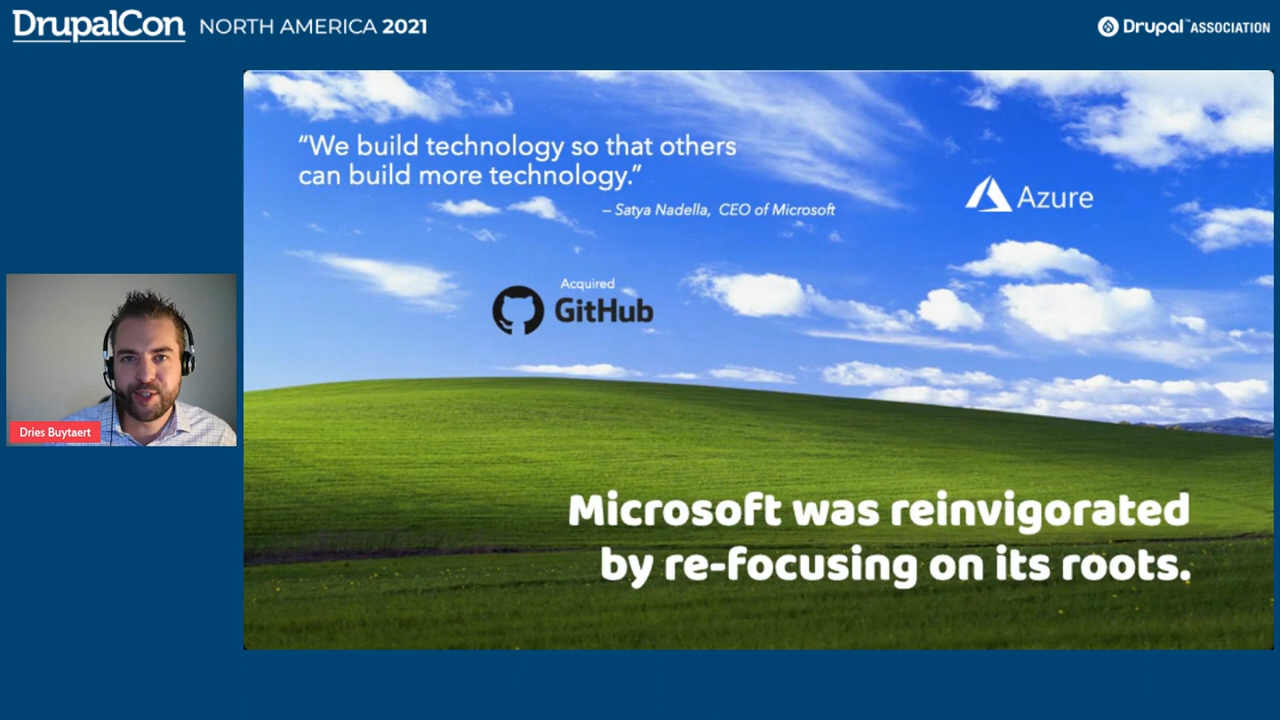 DrupalCon NORTH AMERICA 2021
Drupal™ ASSOCIATION
“We build technology so that others
can build more technology.”
– Satya Nadella, CEO of Microsoft
Azure
Acquired
GitHub
Dries Buytaert
Microsoft was reinvigorated
by re-focusing on its roots.